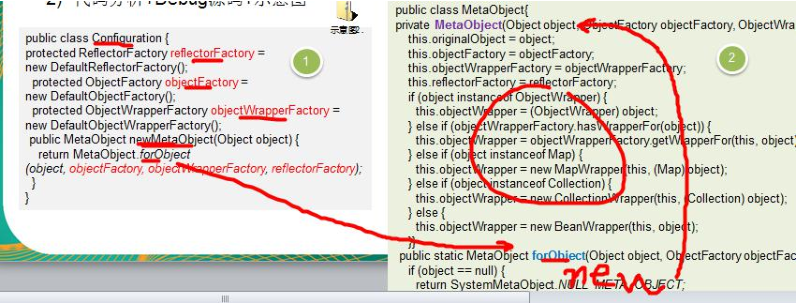 2) 代码分析+Debug源码+示意图
示意图2..
public class Configuration {
protected ReflectorFactory reflectorFactory =
new DefaultReflectorFactory();
protected ObjectFactory objectFactory =
new DefaultObjectFactory();
protected ObjectWrapperFactory objectWrapperFactory =
new DefaultObjectWrapperFactory();
public MetaObject newMetaObject(Object object) {
return MetaObject.forObject
(object, objectFactory, objectWrapperFactory, reflectorFactory);
}
}
1
public class MetaObject{
private MetaObject(Object object, ObjectFactory objectFactory, ObjectWra
this.originalObject = object;
this.objectFactory = objectFactory;
this.objectWrapperFactory = objectWrapperFactory;
this.reflectorFactory = reflectorFactory;
if (object instanceof ObjectWrapper) {
this.objectWrapper = (ObjectWrapper) object;
} else if (objectWrapperFactory.hasWrapperFor(object)) {
this.objectWrapper = objectWrapperFactory.getWrapperFor(this, object)
} else if (object instanceof Map) {
this.objectWrapper = new MapWrapper(this, (Map) object);
} else if (object instanceof Collection) {
this.objectWrapper = new CollectionWrapper(this, (Collection) object);
} else {
this.objectWrapper = new BeanWrapper(this, object);
}}
public static MetaObject forObject(Object object, ObjectFactory objectFac
if (object == null) {
return SystemMetaObject.NULL_META_OBJECT;
2
new